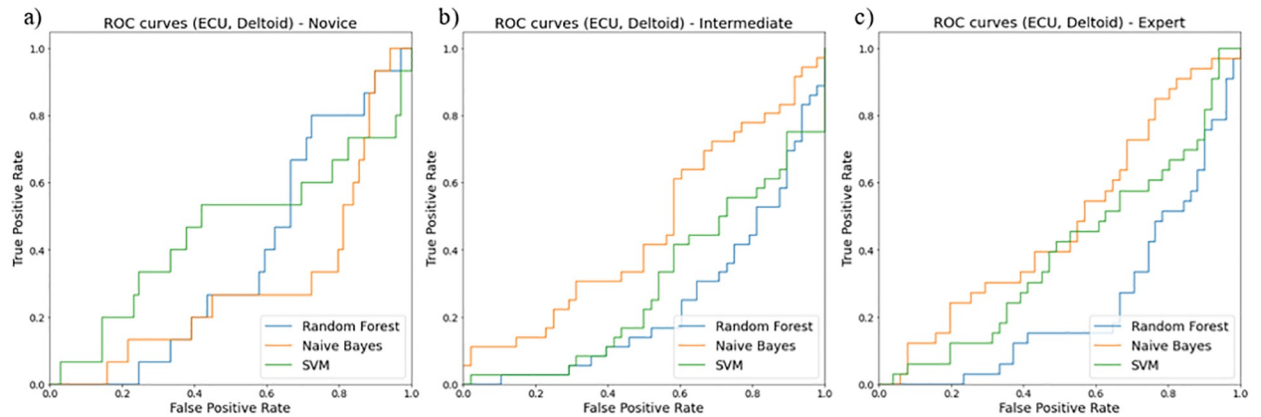 a)
ROC curves (ECU, Deltoid) - Novice
1.0
0.8
0.6
0.4
0.2
0.0
True Positive Rate
0.0 0.2 0.4 0.6 0.8 1.0
False Positive Rate
Random Forest
Naive Bayes
SVM
b)
ROC curves (ECU, Deltoid) - Intermediate
1.0
0.8
0.6
0.4
0.2
0.0
True Positive Rate
0.0 0.2 0.4 0.6 0.8 1.0
False Positive Rate
Random Forest
Naive Bayes
SVM
c)
ROC curves (ECU, Deltoid) - Expert
1.0
0.8
0.6
0.4
0.2
0.0
True Positive Rate
0.0 0.2 0.4 0.6 0.8 1.0
False Positive Rate
Random Forest
Naive Bayes
SVM